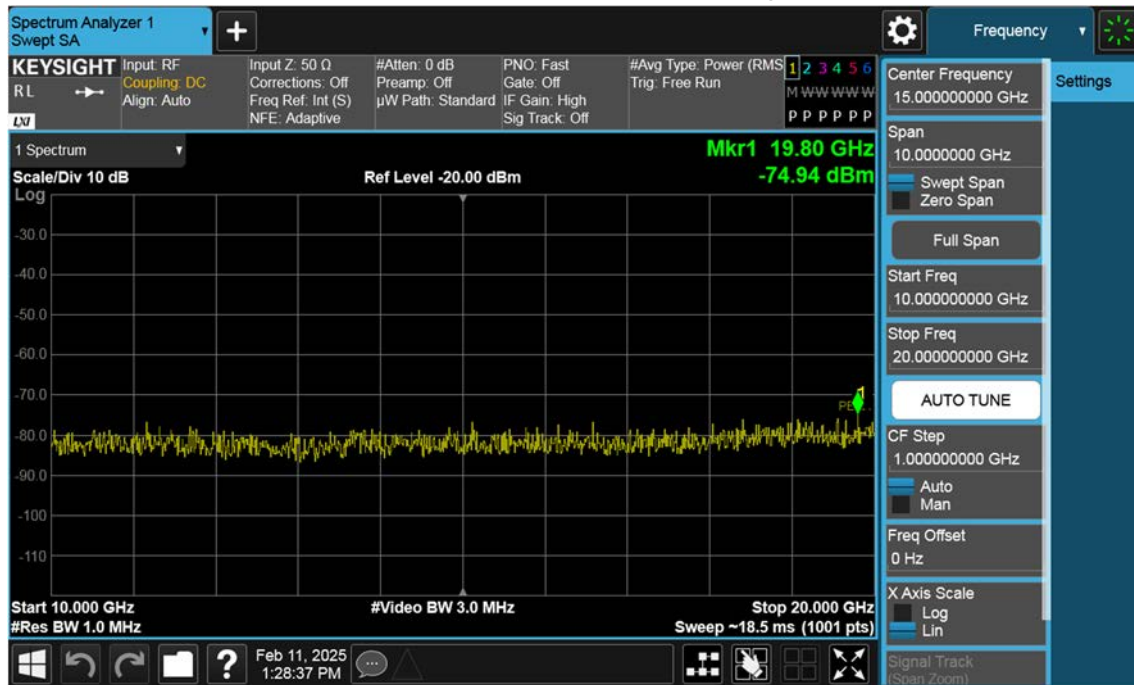 Spectrum Analyzer 1
Swept SA
+
Frequency
KEYSIGHT
RL
LXI
Input: RF
Coupling: DC
Align: Auto
Input Z: 50 Ω
Corrections: Off
Freq Ref: Int (S)
NFE: Adaptive
#Atten: 0 dB
Preamp: Off
µW Path: Standard
PNO: Fast
Gate: Off
IF Gain: High
Sig Track: Off
#Avg Type: Power (RMS
Trig: Free Run
1 2 3 4 5 6
M W W W W W
P P P P P P
1 Spectrum
Scale/Div 10 dB
Ref Level -20.00 dBm
Mkr1 19.80 GHz
-74.94 dBm
Log
-30.0
-40.0
-50.0
-60.0
-70.0
-80.0
-90.0
-100
-110
1
Start 10.000 GHz
#Video BW 3.0 MHz
Stop 20.000 GHz
#Res BW 1.0 MHz
Sweep ~18.5 ms (1001 pts)
?
Feb 11, 2025
1:28:37 PM
Center Frequency
15.000000000 GHz
Settings
Span
10.0000000 GHz
Swept Span
Zero Span
Full Span
Start Freq
10.000000000 GHz
Stop Freq
20.000000000 GHz
AUTO TUNE
CF Step
1.000000000 GHz
Auto
Man
Freq Offset
0 Hz
X Axis Scale
Log
Lin
Signal Track
(Span Zoom)